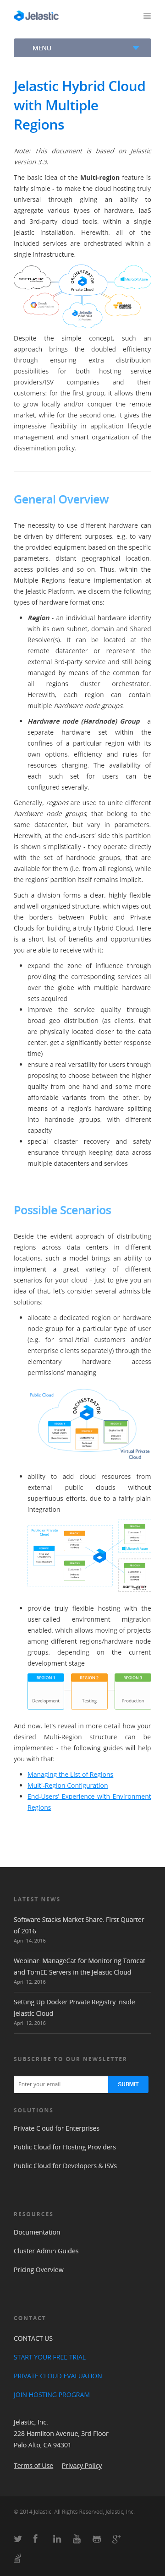 Jelastic
MENU
Jelastic Hybrid Cloud
with Multiple
Regions
Note: This document is based on Jelastic
version 3.3.
The basic idea of the Multi-region feature is
fairly simple - to make the existing hosting truly
universal through giving an ability to
aggregate various types of hardware, IaaS
and 3rd-party cloud tools, within a single
Jelastic installation. Herewith, all of the
included services are orchestrated within a
single infrastructure.
ORCHESTRATOR
Private Cloud
SOFTLAYER
Microsoft Azure
Despite the simple concept, such an
approach brings the doubled efficiency
through ensuring extra distribution
possibilities for both hosting service
providers/ISV companies and their
customers: for the first group, it allows them
to grow locally and/or conquer the remote
market, while for the second one, it gives the
impressive flexibility in application lifecycle
management and smart organization of their
dissemination policy.
General Overview
The necessity to use different hardware can
be driven by different purposes, e.g. to vary
the provided equipment based on the specific
parameters, distant geographical location,
access policies and so on. Thus, within the
Multiple Regions feature implementation and
the Jelastic Platform, we discern the following
types of hardware formations:
Region - an individual hardware identity
with its own subnet, domain and Shared
Resolver(s). It can be located at the
remote datacenter or even represent the
external 3rd-party service and still being
managed by the means of common for
all regions cluster orchestrator.
Herewith, each region can contain
multiple hardware node groups.
Hardware node (Hardnode) Group - a
separate hardware set within the
confines of a particular region with its
own options, efficiency and rules for
resources charging. The availability of
each such set for users can be
configured severally.
Generally, regions are used to unite different
hardware node groups, that belong to the
same datacenter, but vary in parameters.
Herewith, at the end-users' side this partition
is shown simplistically - they operate directly
with the set of hardnode groups, that are
available for them (i.e. from all regions), while
the regions' partition itself remains implicit.
Such a division forms a clear, highly flexible
and well-organized structure, which wipes out
the borders between Public and Private
Clouds for building a truly Hybrid Cloud. Here
is a short list of benefits and opportunities
you are able to receive with it:
expand the zone of influence through
providing the high-end services all over
over the globe with multiple hardware
sets acquired
improve the service quality through
broad geo distribution (as clients, that
are physically located closer to the data
center, get a significantly better response
time)
ensure a real versatility for users through
proposing to choose between the higher
quality from one hand and some more
affordable variants from the other, by
means of a region's hardware splitting
into hardnode groups, with different
capacity
special disaster recovery and safety
ensurance through keeping data across
multiple datacenters and services
Possible Scenarios
Beside the evident approach of distributing
regions across data centers in different
locations, such a model brings an ability to
implement a great variety of different
scenarios for your cloud - just to give you an
idea of that, let's consider several admissible
solutions:
allocate a dedicated region or hardware
node group for a particular type of user
(e.g. for small/trial customers and/or
enterprise clients separately) through the
elementary hardware access
permissions' managing
Public Cloud
ORCHESTRATOR
Virtual Private
Cloud
ability to add cloud resources from
external public clouds without
superfluous efforts, due to a fairly plain
integration
provide truly flexible hosting with the
user-called environment migration
enabled, which allows moving of projects
among different regions/hardware node
groups, depending on the current
development stage
REGION 1
REGION 2
REGION 3
Development
Testing
Production
And now, let's reveal in more detail how your
desired Multi-Region structure can be
implemented - the following guides will help
you with that:
Managing the List of Regions
Multi-Region Configuration
End-Users' Experience with Environment
Regions
LATEST NEWS
Software Stacks Market Share: First Quarter
of 2016
April 14, 2016
Webinar: ManageCat for Monitoring Tomcat
and TomEE Servers in the Jelastic Cloud
April 12, 2016
Setting Up Docker Private Registry inside
Jelastic Cloud
April 12, 2016
SUBSCRIBE TO OUR NEWSLETTER
Enter your email
SUBMIT
SOLUTIONS
Private Cloud for Enterprises
Public Cloud for Hosting Providers
Public Cloud for Developers & ISVs
RESOURCES
Documentation
Cluster Admin Guides
Pricing Overview
CONTACT
CONTACT US
START YOUR FREE TRIAL
PRIVATE CLOUD EVALUATION
JOIN HOSTING PROGRAM
Jelastic, Inc.
228 Hamilton Avenue, 3rd Floor
Palo Alto, CA 94301
Terms of Use Privacy Policy
© 2014 Jelastic. All Rights Reserved, Jelastic, Inc.